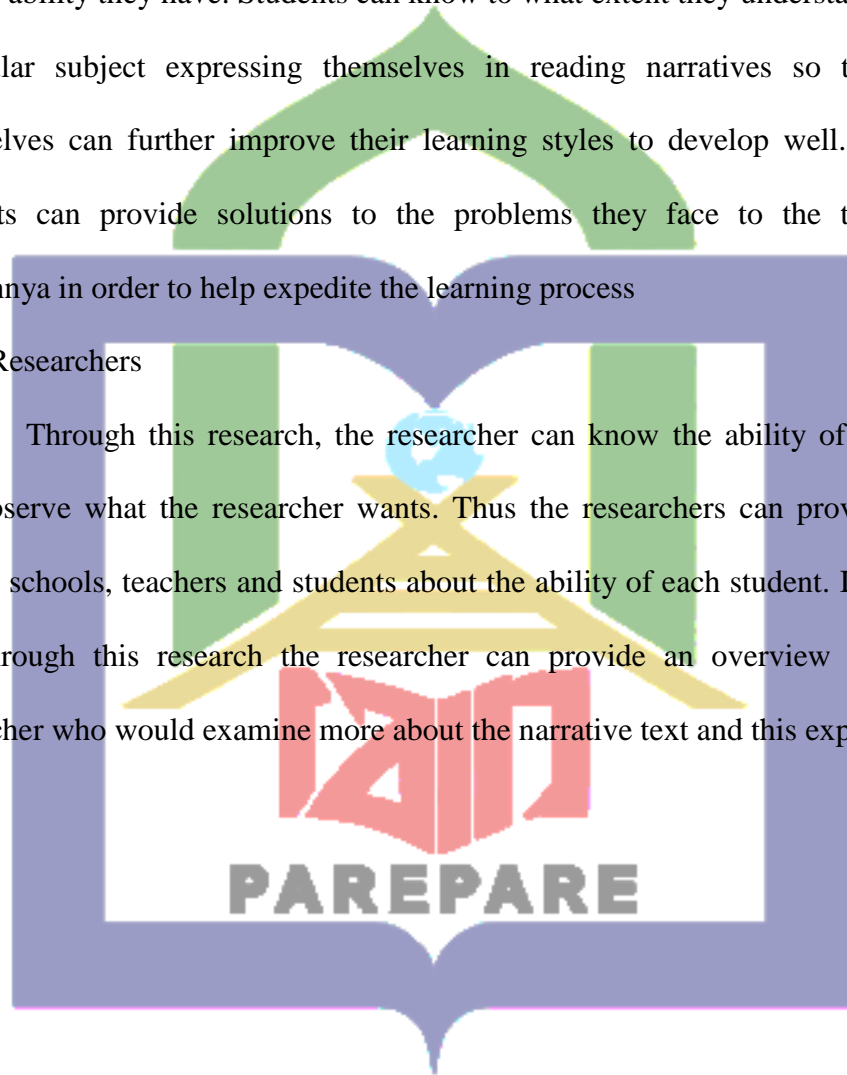 ability they have. Students can know to what extent they understa
lar subject expressing themselves in reading narratives so t
elves can further improve their learning styles to develop well.
ts can provide solutions to the problems they face to the t
nnya in order to help expedite the learning process
Researchers
Through this research, the researcher can know the ability of
bserve what the researcher wants. Thus the researchers can prov
schools, teachers and students about the ability of each student. I
rough this research the researcher can provide an overview
cher who would examine more about the narrative text and this exp
PAREPARE